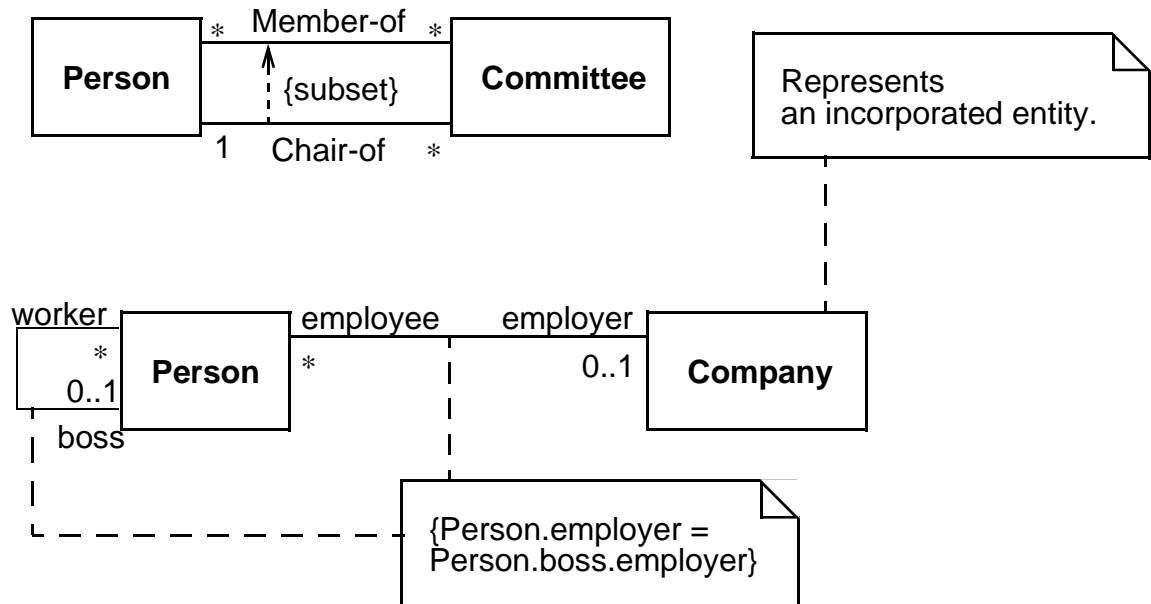 * Member-of *
Person
{subset}
Committee
1 Chair-of *
Represents
an incorporated entity.
worker
*
0..1
boss
Person
employee
*
employer
0..1
Company
{Person.employer =
Person.boss.employer}